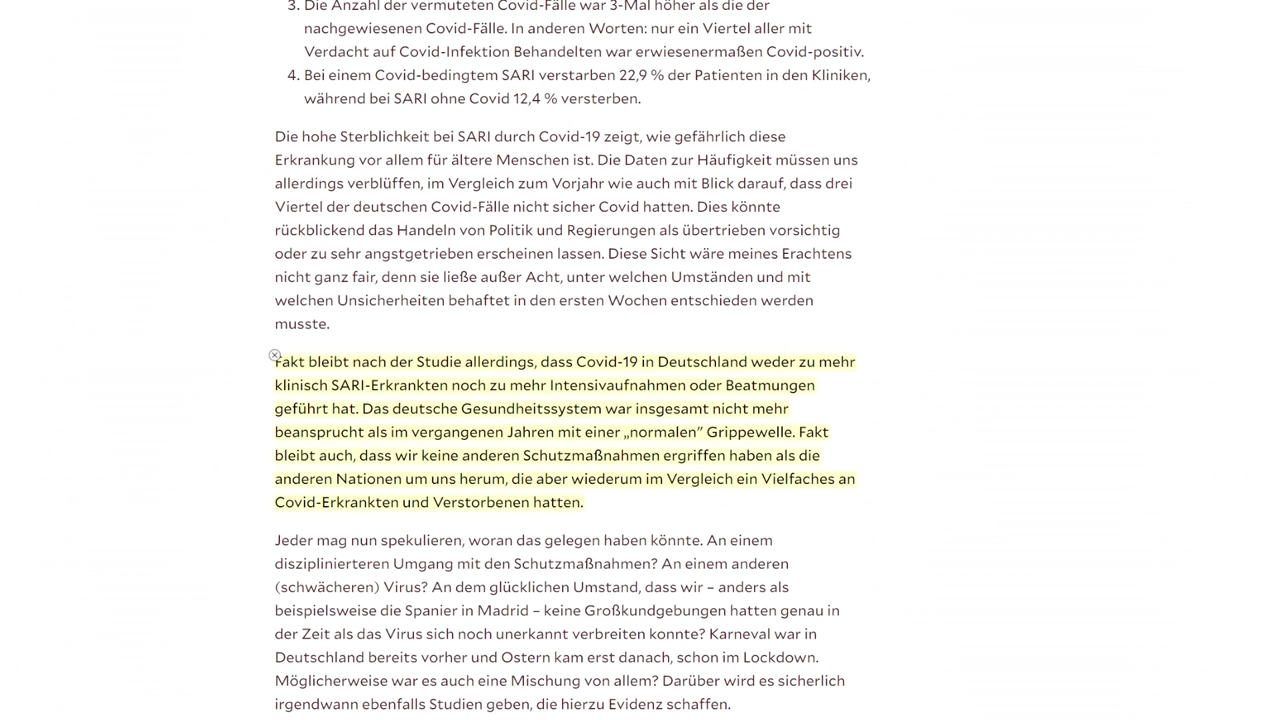 3. Die Anzahl der vermuteten Covid-Fälle war 3-Mal höher als die der
nachgewiesenen Covid-Fälle. In anderen Worten: nur ein Viertel aller mit
Verdacht auf Covid-Infektion Behandelten war erwiesenermaßen Covid-positiv.
4. Bei einem Covid-bedingtem SARI verstarben 22,9 % der Patienten in den Kliniken,
während bei SARI ohne Covid 12,4 % versterben.
Die hohe Sterblichkeit bei SARI durch Covid-19 zeigt, wie gefährlich diese
Erkrankung vor allem für ältere Menschen ist. Die Daten zur Häufigkeit müssen uns
allerdings verblüffen, im Vergleich zum Vorjahr wie auch mit Blick darauf, dass drei
Viertel der deutschen Covid-Fälle nicht sicher Covid hatten. Dies könnte
rückblickend das Handeln von Politik und Regierungen als übertrieben vorsichtig
oder zu sehr angstgetrieben erscheinen lassen. Diese Sicht wäre meines Erachtens
nicht ganz fair, denn sie ließe außer Acht, unter welchen Umständen und mit
welchen Unsicherheiten behaftet in den ersten Wochen entschieden werden
musste.
Fakt bleibt nach der Studie allerdings, dass Covid-19 in Deutschland weder zu mehr
klinisch SARI-Erkrankten noch zu mehr Intensivaufnahmen oder Beatmungen
geführt hat. Das deutsche Gesundheitssystem war insgesamt nicht mehr
beansprucht als im vergangenen Jahren mit einer „normalen" Grippewelle. Fakt
bleibt auch, dass wir keine anderen Schutzmaßnahmen ergriffen haben als die
anderen Nationen um uns herum, die aber wiederum im Vergleich ein Vielfaches an
Covid-Erkrankten und Verstorbenen hatten.
Jeder mag nun spekulieren, woran das gelegen haben könnte. An einem
disziplinierteren Umgang mit den Schutzmaßnahmen? An einem anderen
(schwächeren) Virus? An dem glücklichen Umstand, dass wir – anders als
beispielsweise die Spanier in Madrid – keine Großkundgebungen hatten genau in
der Zeit als das Virus sich noch unerkannt verbreiten konnte? Karneval war in
Deutschland bereits vorher und Ostern kam erst danach, schon im Lockdown.
Möglicherweise war es auch eine Mischung von allem? Darüber wird es sicherlich
irgendwann ebenfalls Studien geben, die hierzu Evidenz schaffen.